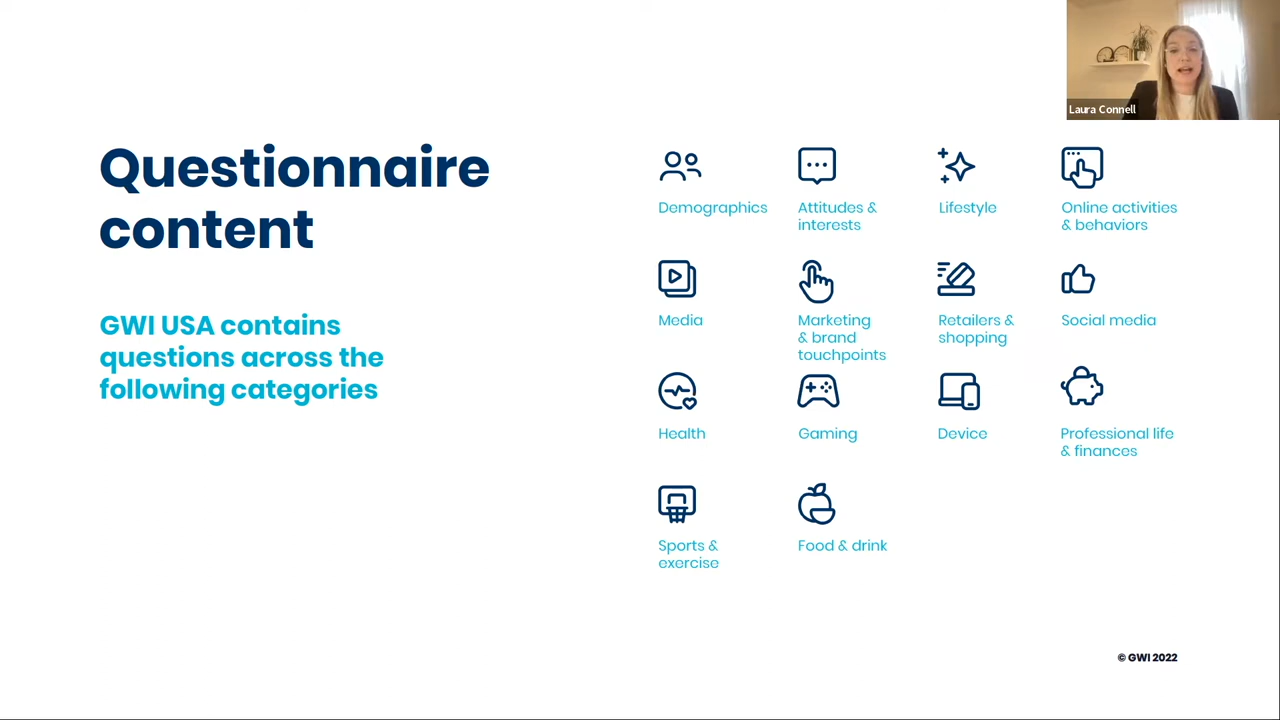 Laura Connell
Questionnaire
content
GWI USA contains
questions across the
following categories
Demographics
Attitudes &
interests
Lifestyle
Online activities
& behaviors
Media
Marketing
& brand
touchpoints
Retailers &
shopping
Social media
Health
Gaming
Device
Professional life
& finances
Sports &
exercise
Food & drink
© GWI 2022